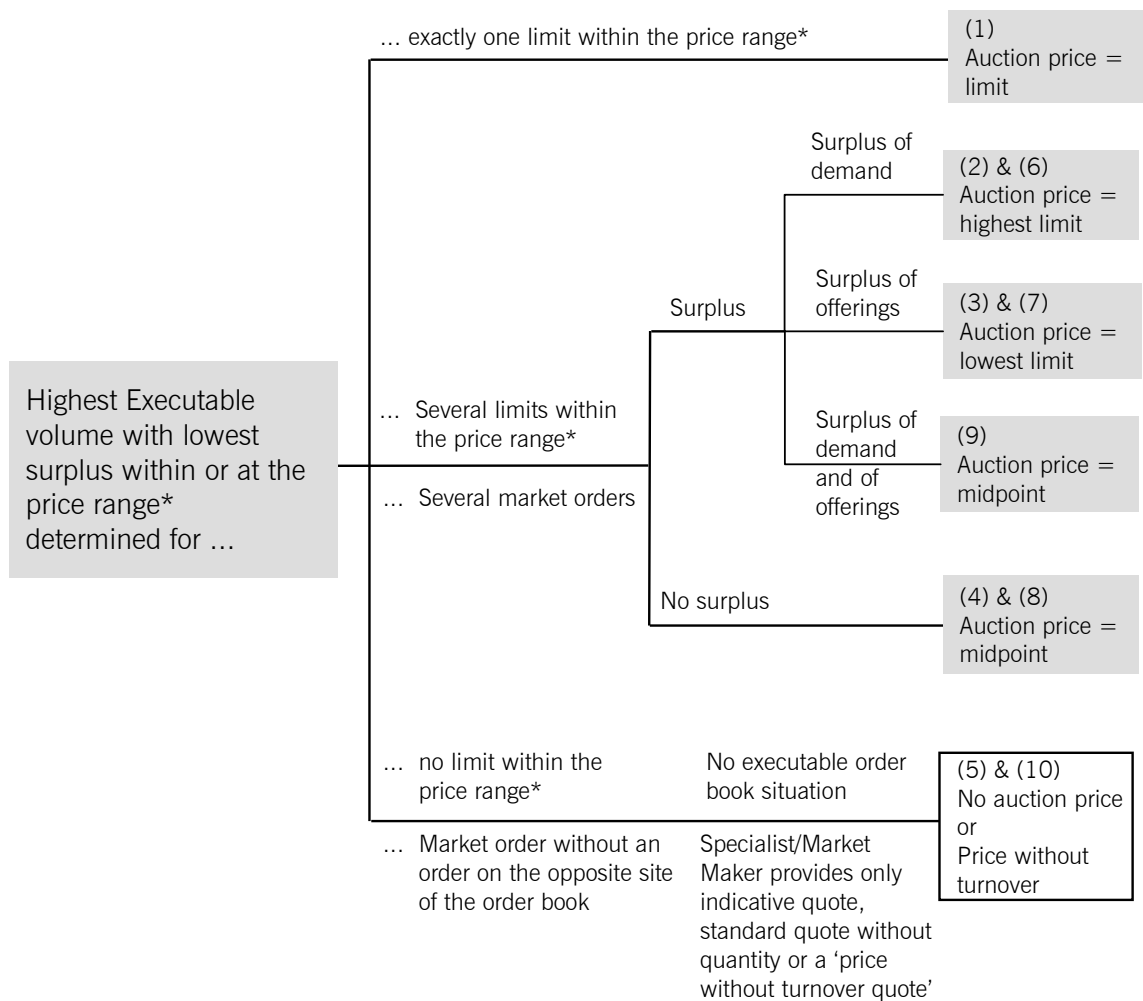 ... exactly one limit within the price range*
(1)
Auction price =
limit
Surplus of
demand
(2) & (6)
Auction price =
highest limit
Surplus
Surplus of
offerings
(3) & (7)
Auction price =
lowest limit
Highest Executable
volume with lowest
surplus within or at the
price range*
determined for ...
... Several limits within
the price range*
... Several market orders
Surplus of
demand
and of
offerings
(9)
Auction price =
midpoint
No surplus
(4) & (8)
Auction price =
midpoint
... no limit within the
price range*
No executable order
book situation
... Market order without an
order on the opposite site
of the order book
Specialist/Market
Maker provides only
indicative quote,
standard quote without
quantity or a ‘price
without turnover quote’
(5) & (10)
No auction price
or
Price without
turnover